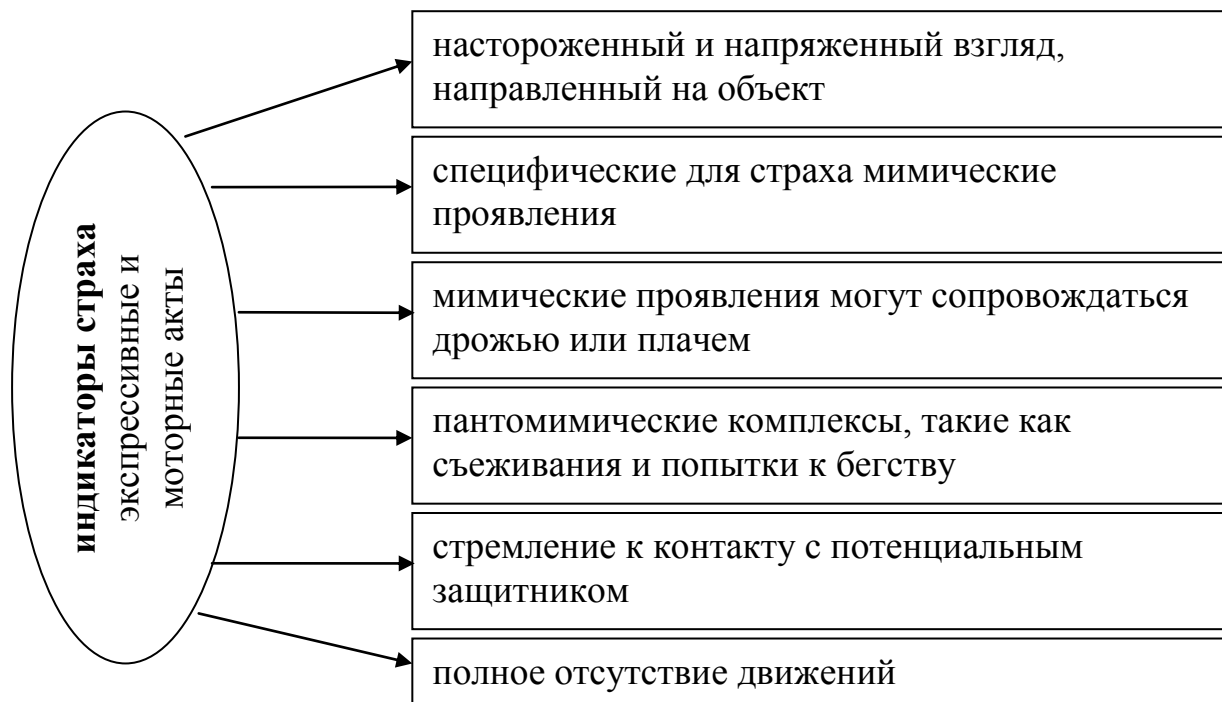 индикаторы страха
экспрессивные и
моторные акты
настороженный и напряженный взгляд,
направленный на объект
специфические для страха мимические
проявления
мимические проявления могут сопровождаться
дрожью или плачем
пантомимические комплексы, такие как
съеживания и попытки к бегству
стремление к контакту с потенциальным
защитником
полное отсутствие движений